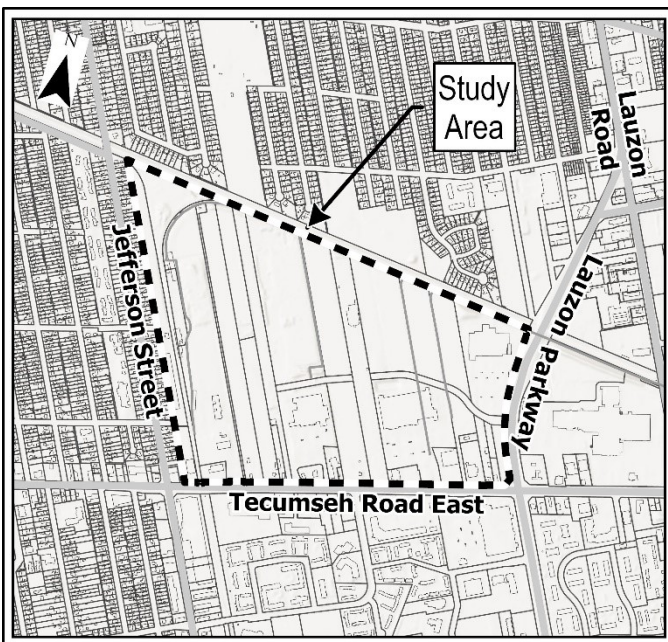 N
Study
Area
Lauzon
Road
Jefferson Street
Lauzon Parkway
Tecumseh Road East